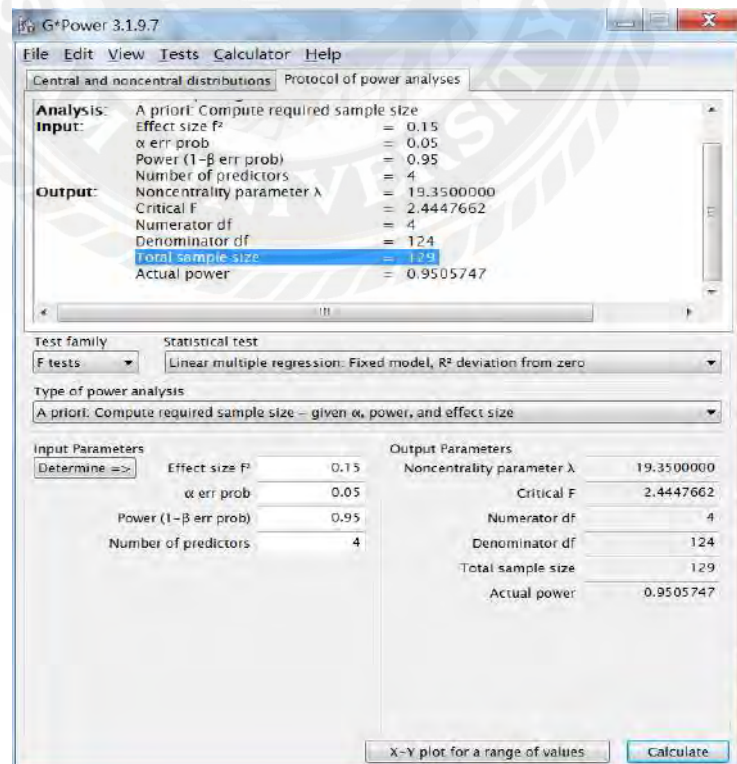 G*Power 3.1.9.7
File Edit View Tests Calculator Help
Central and noncentral distributions Protocol of power analyses
Analysis: A priori: Compute required sample size
Input: Effect size f² = 0.15
α err prob = 0.05
Power (1-β err prob) = 0.95
Number of predictors = 4
Output: Noncentrality parameter λ = 19.3500000
Critical F = 2.4447662
Numerator df = 4
Denominator df = 124
Total sample size = 129
Actual power = 0.9505747
Test family Statistical test
F tests Linear multiple regression: Fixed model, R² deviation from zero
Type of power analysis
A priori: Compute required sample size – given α, power, and effect size
Input Parameters Output Parameters
Determine => Effect size f² 0.15 Noncentrality parameter λ 19.3500000
α err prob 0.05 Critical F 2.4447662
Power (1-β err prob) 0.95 Numerator df 4
Number of predictors 4 Denominator df 124
Total sample size 129
Actual power 0.9505747
X-Y plot for a range of values Calculate
UNIVERSITY